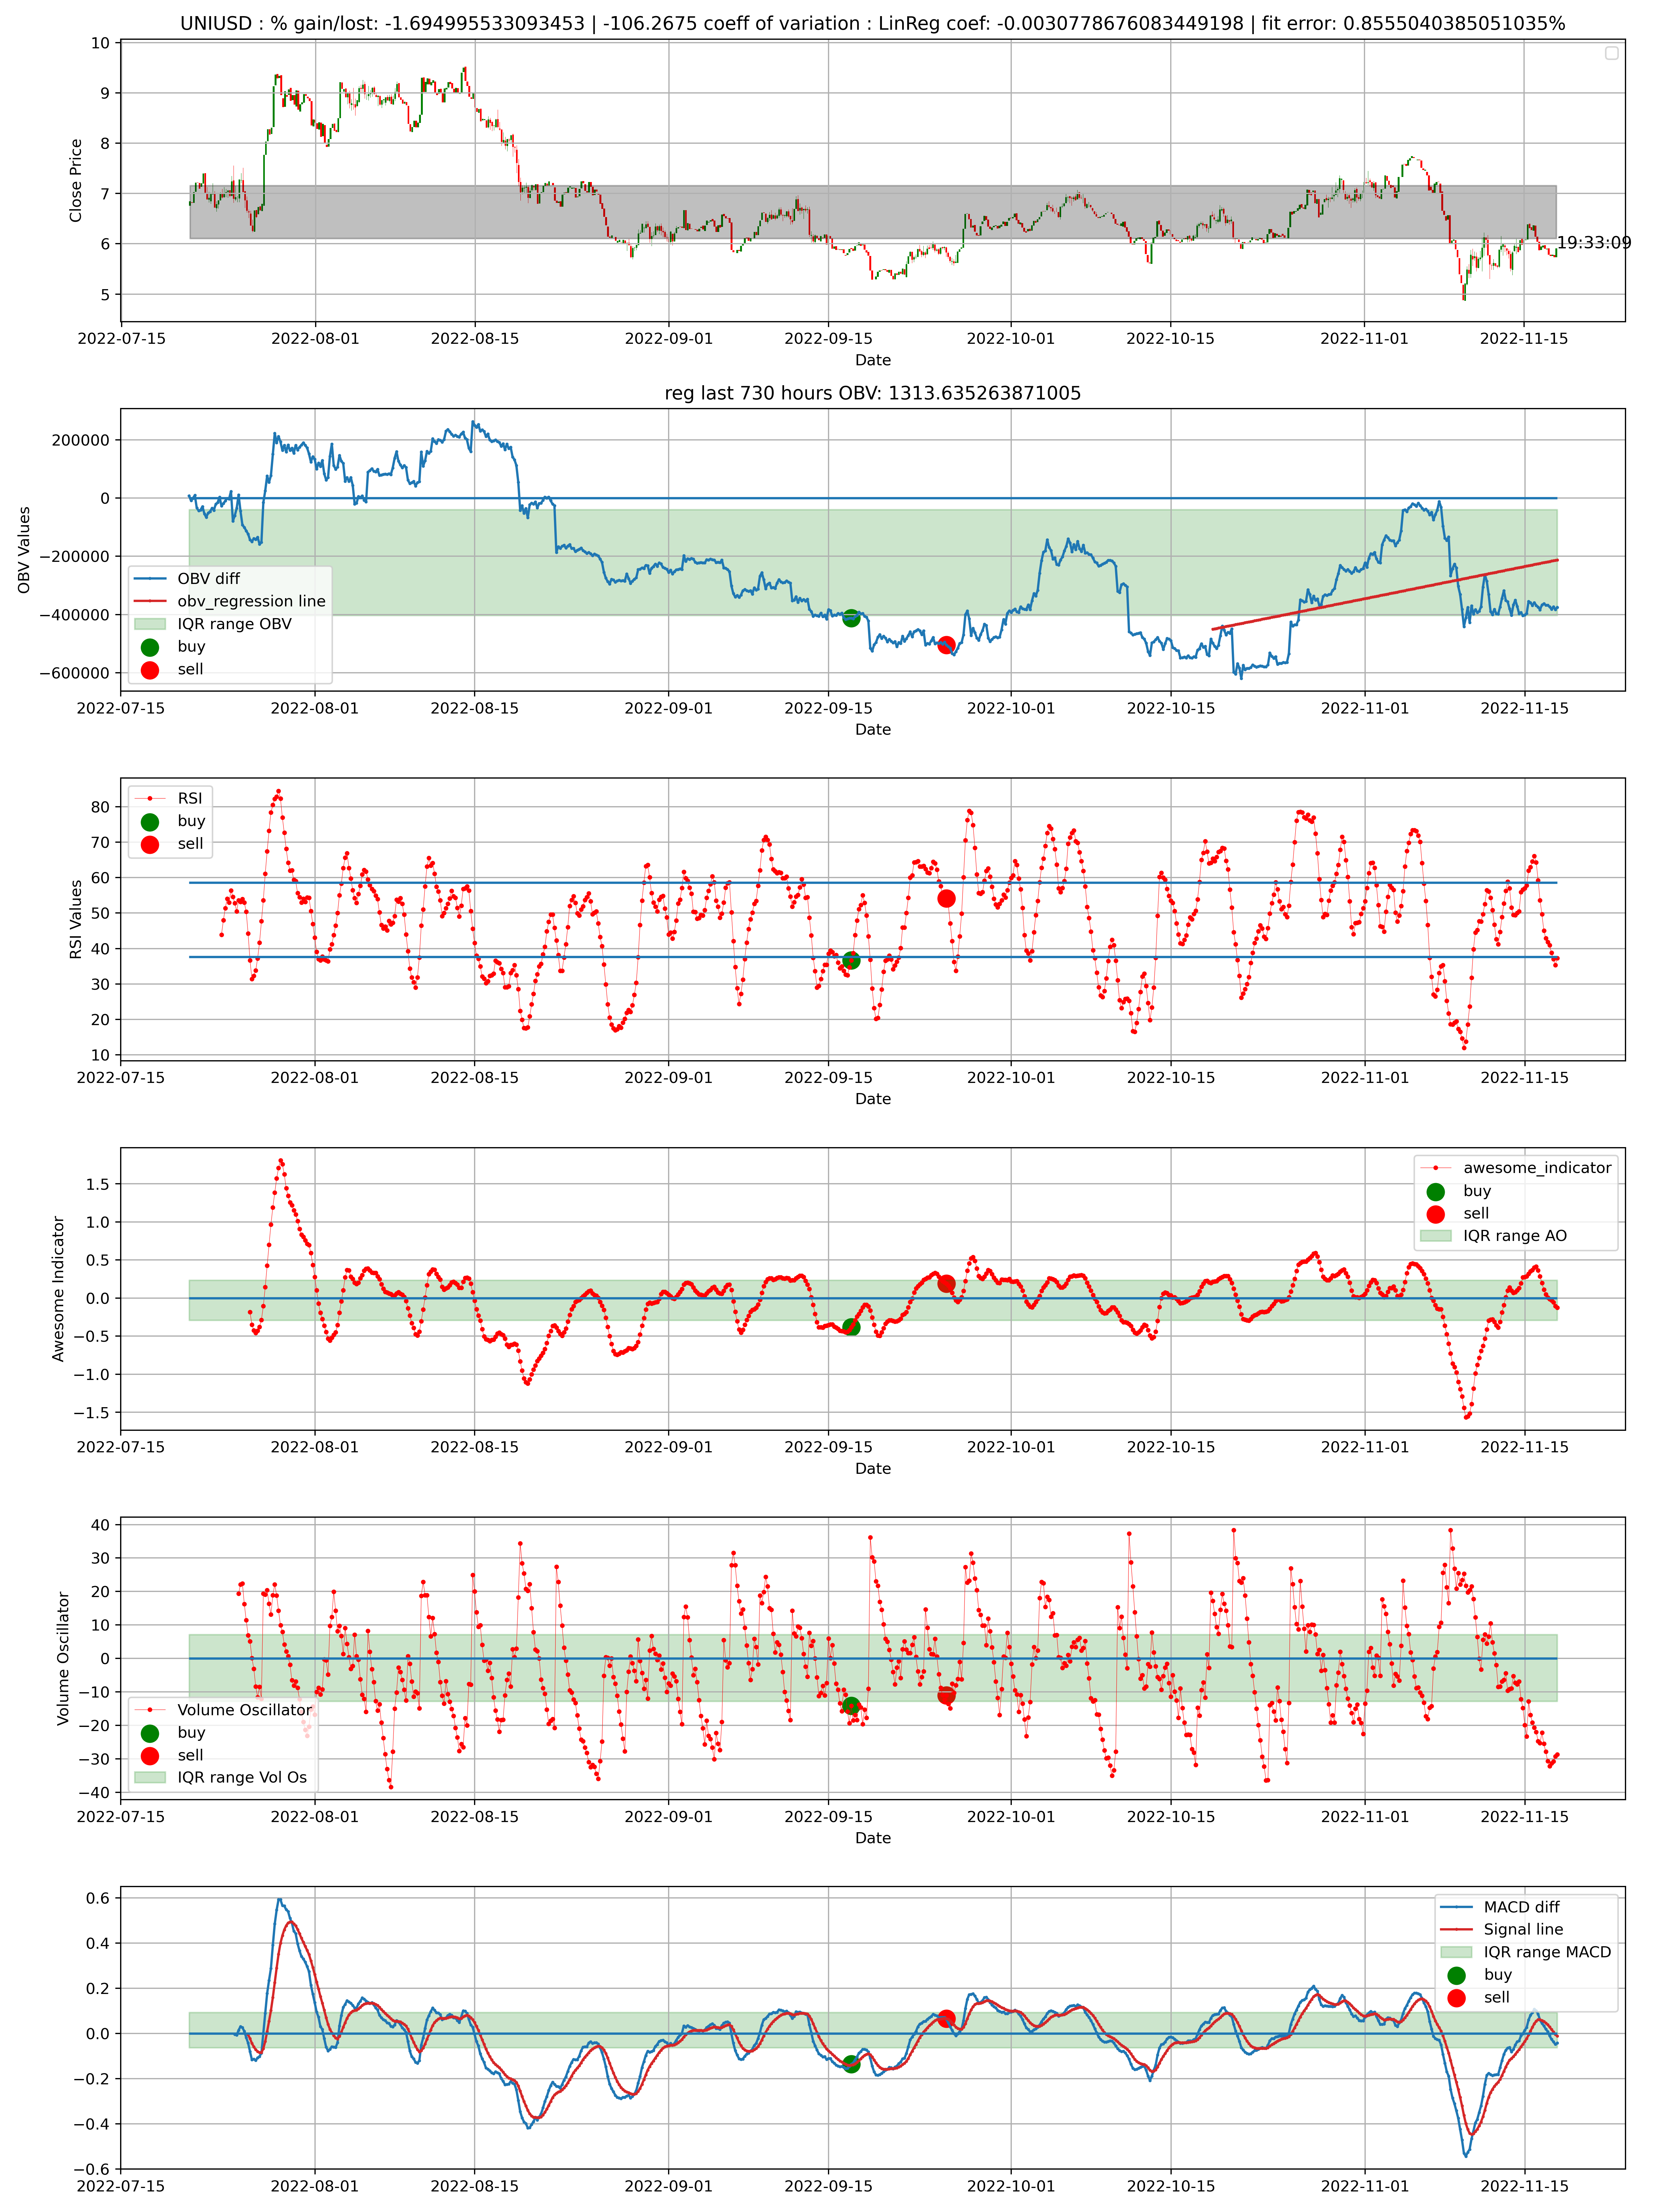 UNIUSD : % gain/lost: -1.694995533093453 | -106.2675 coeff of variation : LinReg coef: -0.0030778676083449198 | fit error: 0.8555040385051035%
10
9
8
7
6
5
Close Price
19:33:09
2022-07-15 2022-08-01 2022-08-15 2022-09-01 2022-09-15 2022-10-01 2022-10-15 2022-11-01 2022-11-15
Date
reg last 730 hours OBV: 1313.635263871005
200000
0
−200000
−400000
−600000
OBV Values
OBV diff
obv_regression line
IQR range OBV
buy
sell
2022-07-15 2022-08-01 2022-08-15 2022-09-01 2022-09-15 2022-10-01 2022-10-15 2022-11-01 2022-11-15
Date
80
70
60
50
40
30
20
10
RSI Values
RSI
buy
sell
2022-07-15 2022-08-01 2022-08-15 2022-09-01 2022-09-15 2022-10-01 2022-10-15 2022-11-01 2022-11-15
Date
1.5
1.0
0.5
0.0
−0.5
−1.0
−1.5
Awesome Indicator
awesome_indicator
buy
sell
IQR range AO
2022-07-15 2022-08-01 2022-08-15 2022-09-01 2022-09-15 2022-10-01 2022-10-15 2022-11-01 2022-11-15
Date
40
30
20
10
0
−10
−20
−30
−40
Volume Oscillator
Volume Oscillator
buy
sell
IQR range Vol Os
2022-07-15 2022-08-01 2022-08-15 2022-09-01 2022-09-15 2022-10-01 2022-10-15 2022-11-01 2022-11-15
Date
0.6
0.4
0.2
0.0
−0.2
−0.4
−0.6
MACD diff
Signal line
IQR range MACD
buy
sell
2022-07-15 2022-08-01 2022-08-15 2022-09-01 2022-09-15 2022-10-01 2022-10-15 2022-11-01 2022-11-15